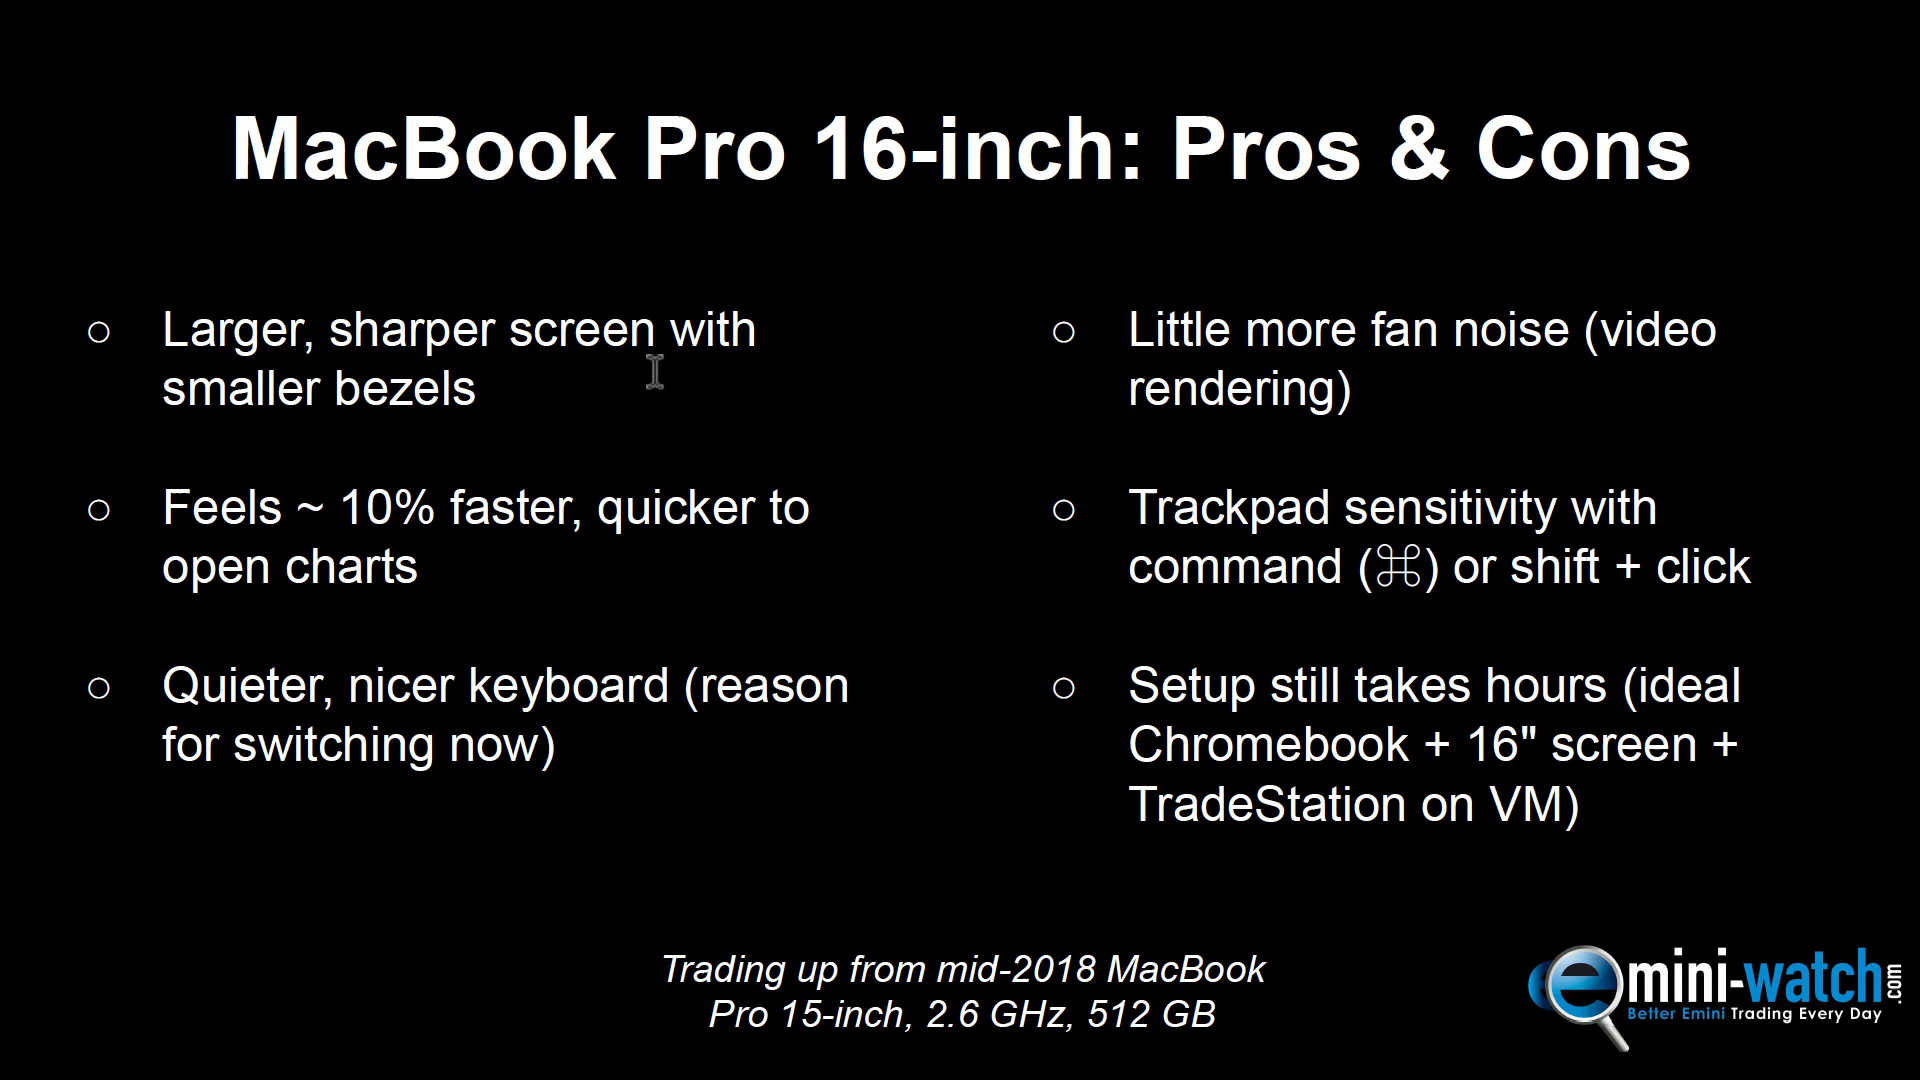 MacBook Pro 16-inch: Pros & Cons
○ Larger, sharper screen with
smaller bezels
○ Feels ~ 10% faster, quicker to
open charts
○ Quieter, nicer keyboard (reason
for switching now)
○ Little more fan noise (video
rendering)
○ Trackpad sensitivity with
command (⌘) or shift + click
○ Setup still takes hours (ideal
Chromebook + 16" screen +
TradeStation on VM)
Trading up from mid-2018 MacBook
Pro 15-inch, 2.6 GHz, 512 GB
emini-watch.com
Better Emini Trading Every Day